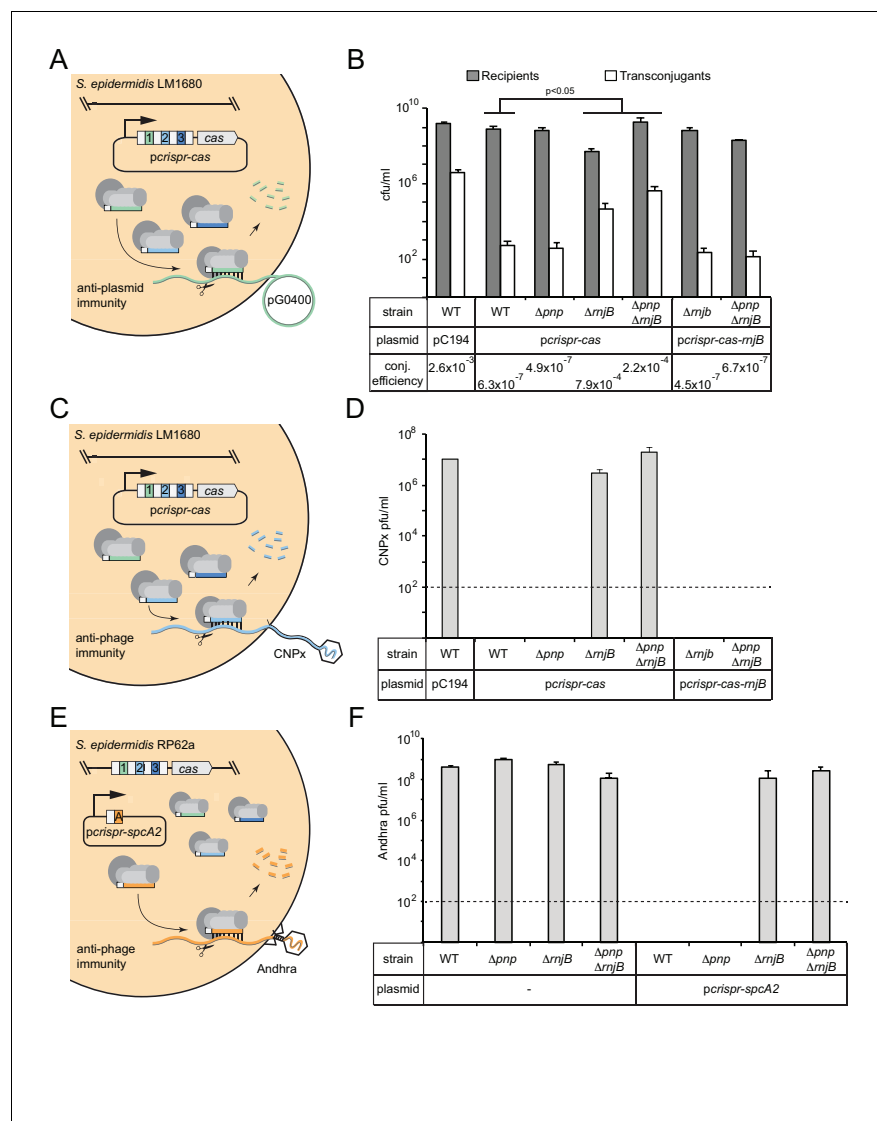 A
S. epidermidis LM1680
1 2 3 cas
pcrispr-cas
anti-plasmid
immunity
pG0400
B
Recipients Transconjugants
p<0.05
10^10
10^6
10^2
cfu/ml
strain WT WT Δpnp ΔrnjB Δpnp ΔrnjB Δrnjb Δpnp ΔrnjB
plasmid pC194 pcrispr-cas pcrispr-cas-rnjB
conj. efficiency 2.6x10^-3 6.3x10^-7 4.9x10^-7 7.9x10^-4 2.2x10^-4 4.5x10^-7 6.7x10^-7
C
S. epidermidis LM1680
1 2 3 cas
pcrispr-cas
anti-phage
immunity
CNPx
D
10^8
10^6
10^4
10^2
CNPx pfu/ml
strain WT WT Δpnp ΔrnjB Δpnp ΔrnjB Δrnjb Δpnp ΔrnjB
plasmid pC194 pcrispr-cas pcrispr-cas-rnjB
E
S. epidermidis RP62a
1 2 3 cas
A
pcrispr-spcA2
anti-phage
immunity
Andhra
F
10^10
10^8
10^6
10^4
10^2
Andhra pfu/ml
strain WT Δpnp ΔrnjB Δpnp ΔrnjB WT Δpnp ΔrnjB Δpnp ΔrnjB
plasmid - pcrispr-spcA2